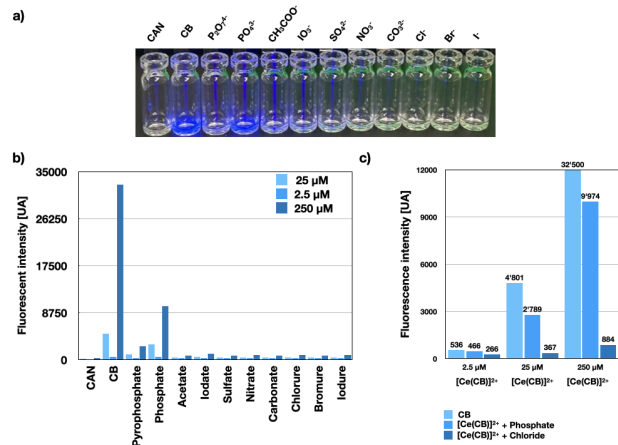 a)
CAN CB P₂O₇⁴⁻ PO₄³⁻ CH₃COO⁻ IO₃⁻ SO₄²⁻ NO₃⁻ CO₃²⁻ Cl⁻ Br⁻ I⁻
b)
Fluorescent intensity [UA]
35000
26250
17500
8750
0
25 µM
2.5 µM
250 µM
CAN
CB
Pyrophosphate
Phosphate
Acetate
Iodate
Sulfate
Nitrate
Carbonate
Chlorure
Bromure
Iodure
c)
Fluorescence intensity [UA]
12000
9000
6000
3000
0
536 466 266
4'801 2'789 367
32'500 9'974 884
2.5 µM 25 µM 250 µM
[Ce(CB)]²⁺ [Ce(CB)]²⁺ [Ce(CB)]²⁺
CB
[Ce(CB)]²⁺ + Phosphate
[Ce(CB)]²⁺ + Chloride